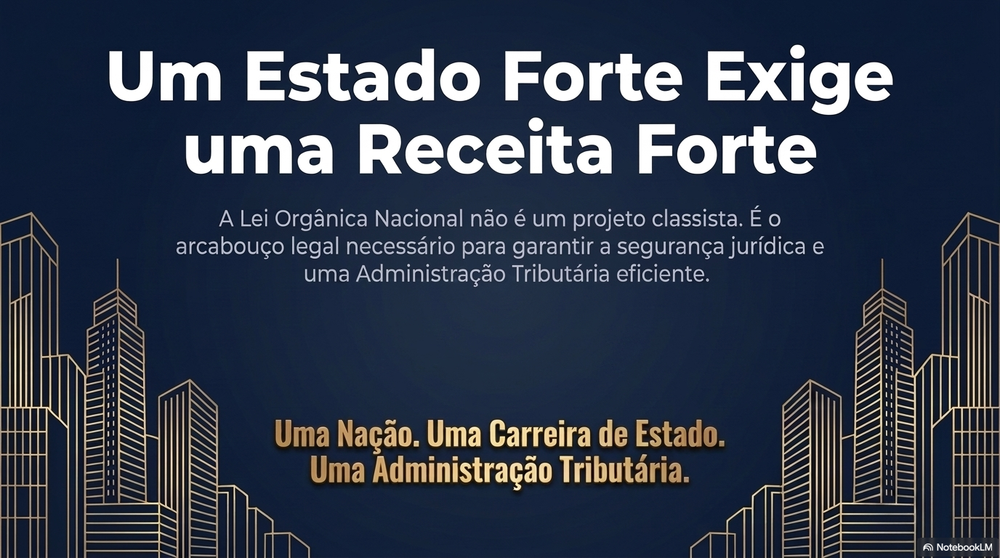 Um Estado Forte Exige
uma Receita Forte
A Lei Orgânica Nacional não é um projeto classista. É o
arcabouço legal necessário para garantir a segurança jurídica e
uma Administração Tributária eficiente.
Uma Nação. Uma Carreira de Estado.
Uma Administração Tributária.
NotebookLM